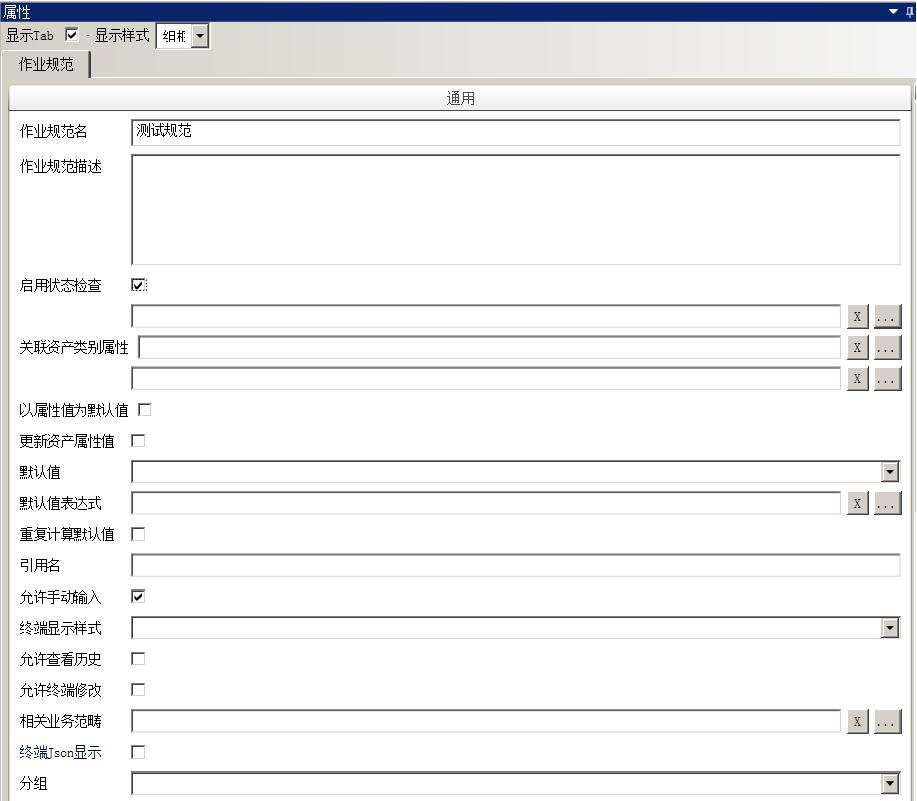 属性
显示Tab 显示样式
作业规范
通用
作业规范名 测试规范
作业规范描述
启用状态检查
X ...
关联资产类别属性 X ...
X ...
以属性值为默认值
更新资产属性值
默认值
默认值表达式 X ...
重复计算默认值
引用名
允许手动输入
终端显示样式
允许查看历史
允许终端修改
相关业务范畴 X ...
终端Json显示
分组